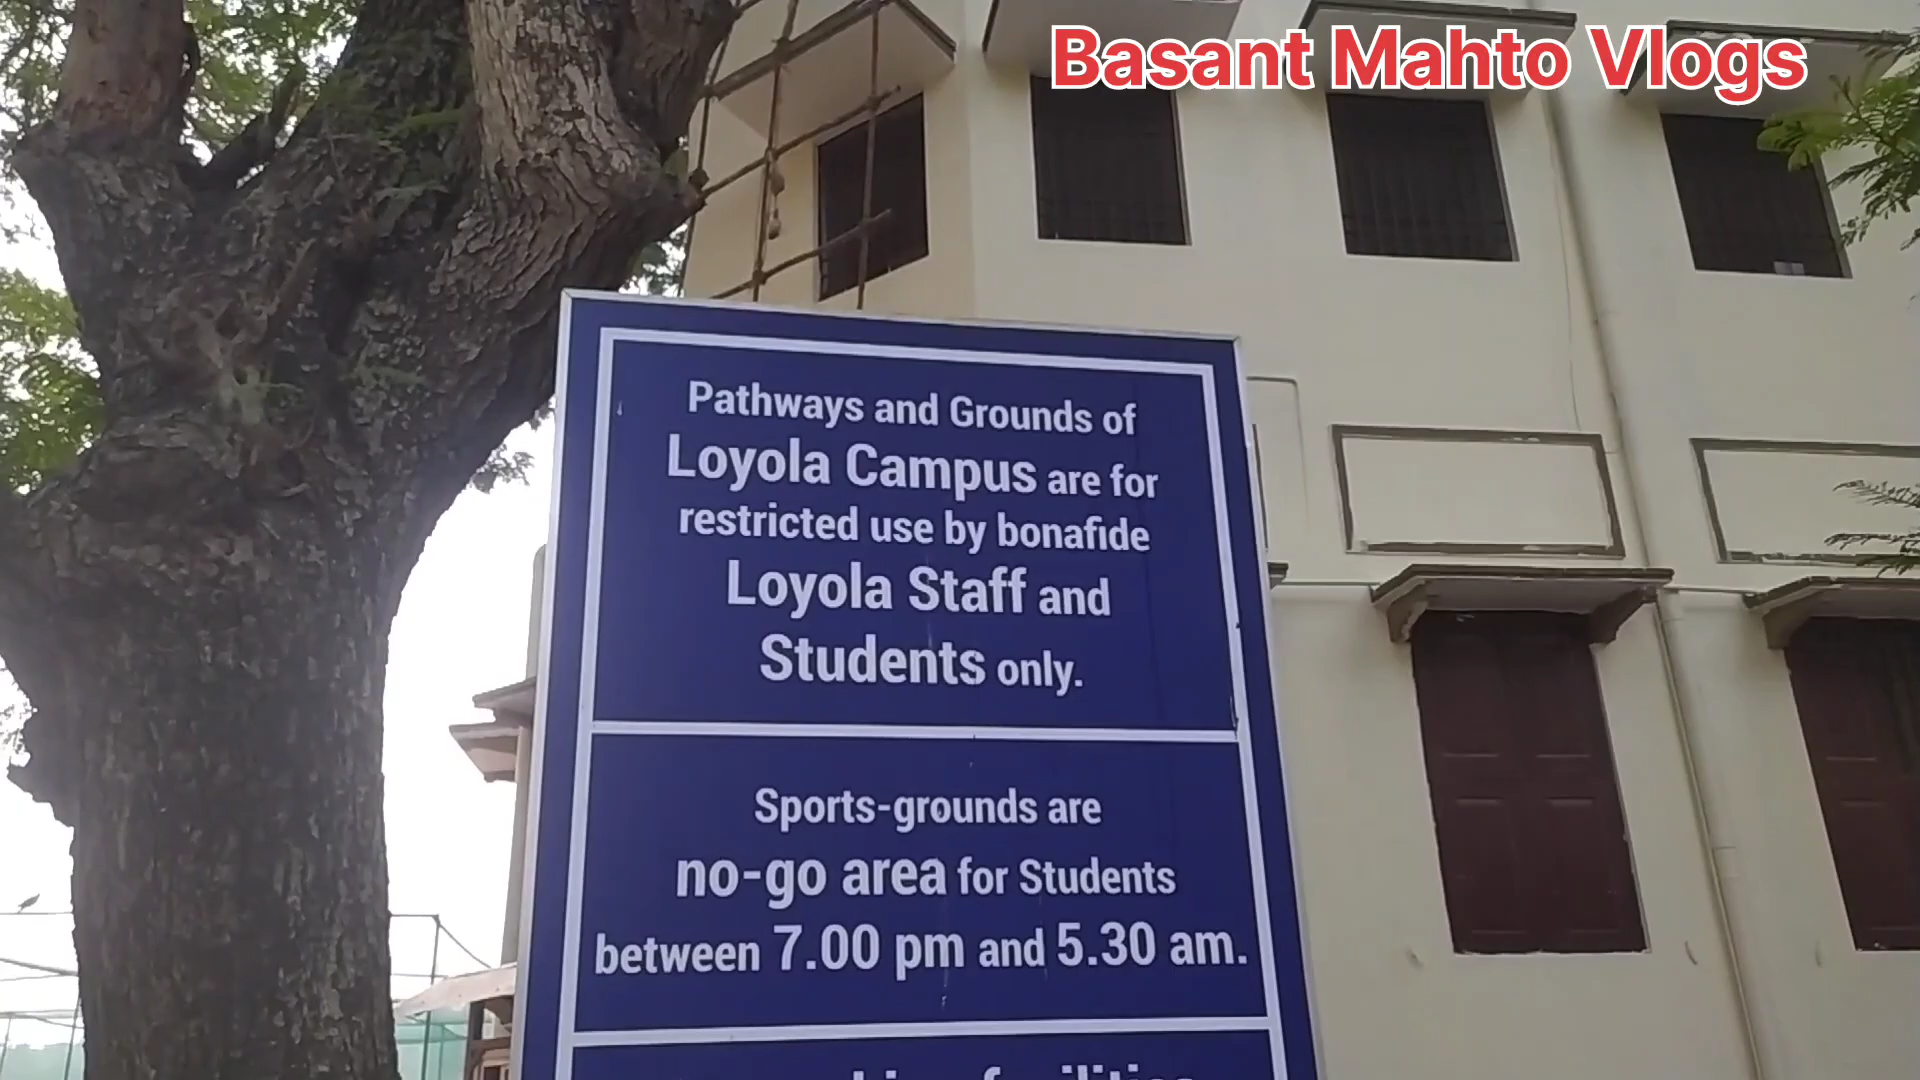 Basant Mahto Vlogs
Pathways and Grounds of
Loyola Campus are for
restricted use by bonafide
Loyola Staff and
Students only.
Sports-grounds are
no-go area for Students
between 7.00 pm and 5.30 am.